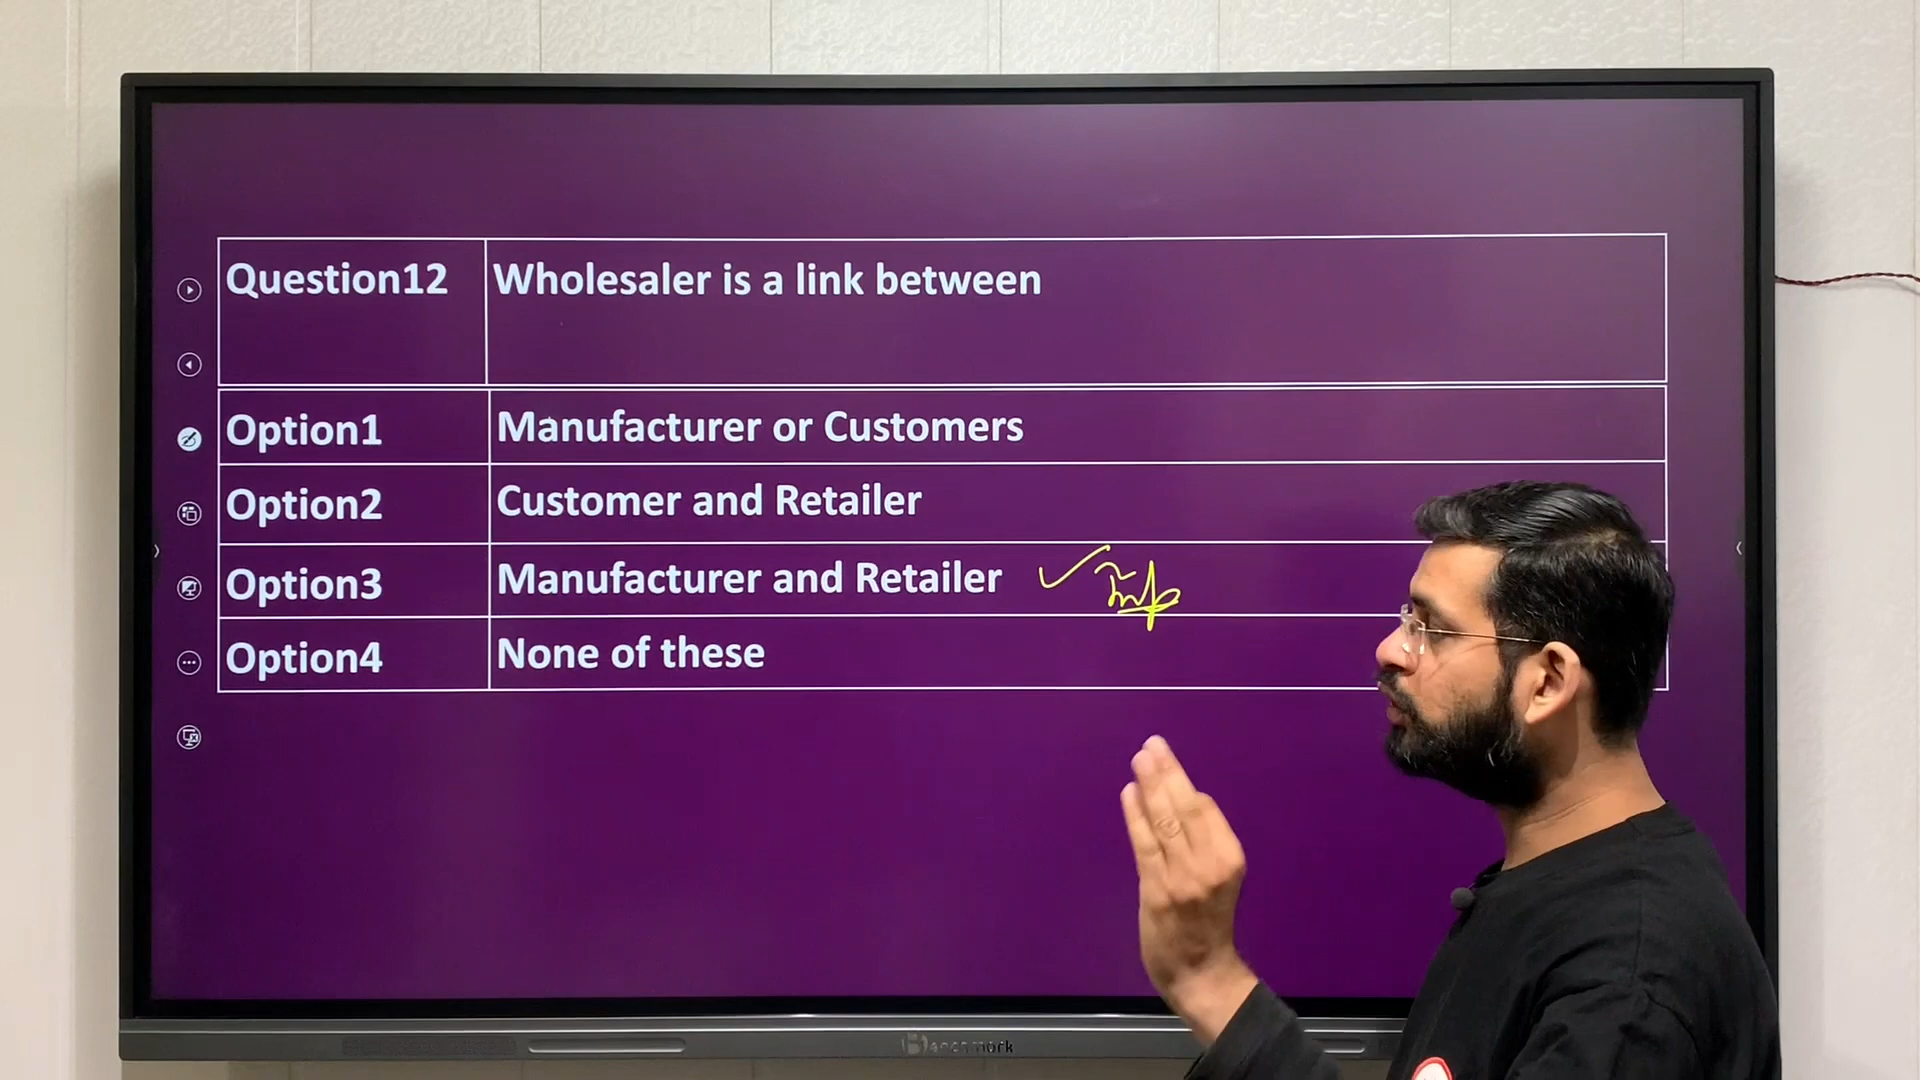 Question12 Wholesaler is a link between
Option1 Manufacturer or Customers
Option2 Customer and Retailer
Option3 Manufacturer and Retailer
Option4 None of these
Benchmark